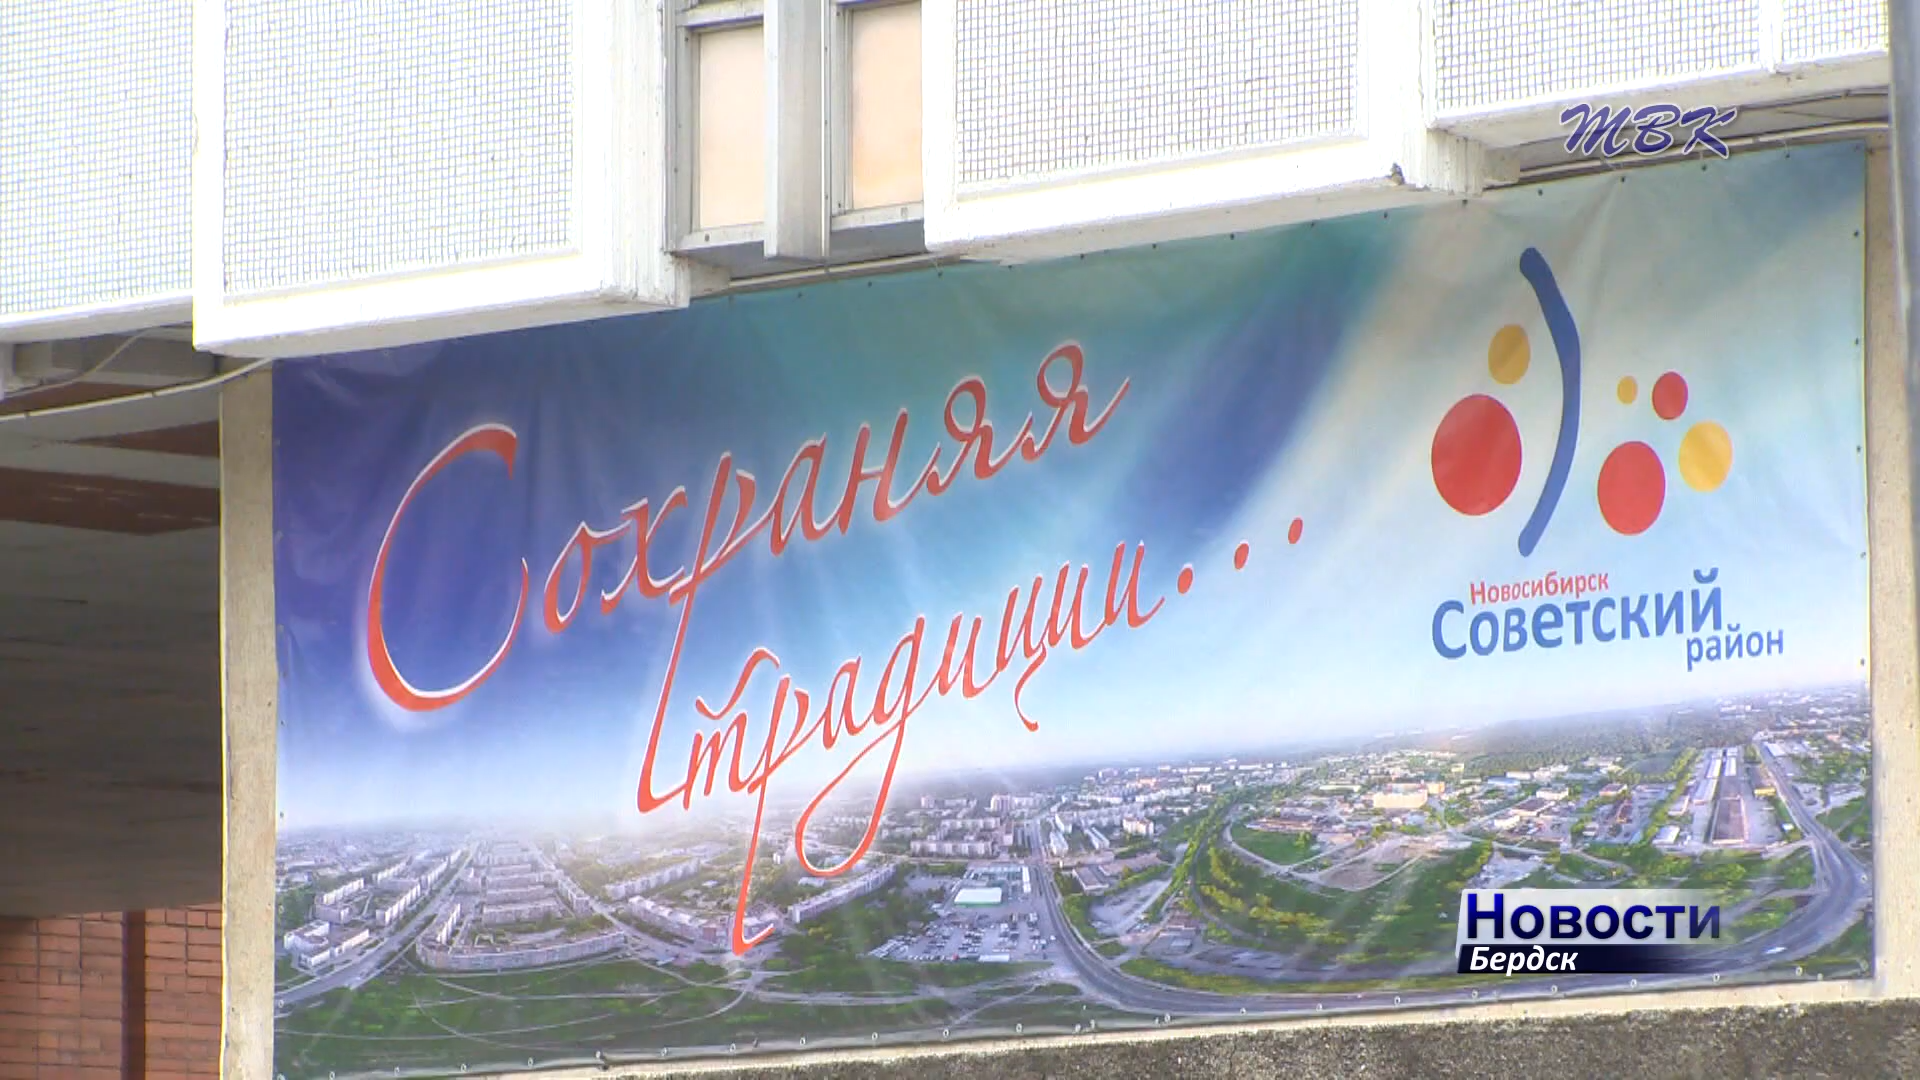 ТВК
Сохраняя
традиции...
Новосибирск
Советский
район
Новости
Бердск